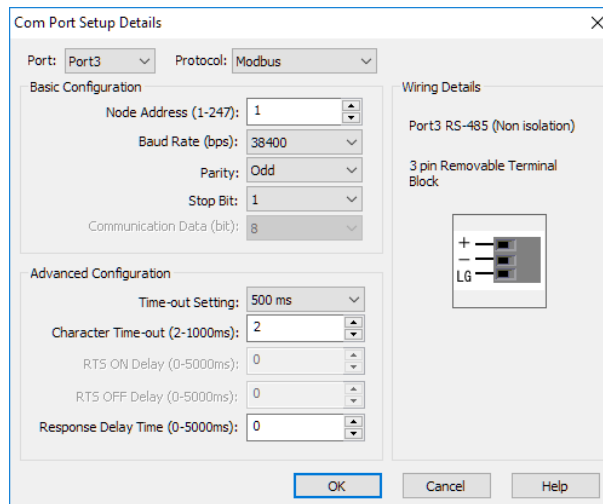 Com Port Setup Details
Port: Port3 Protocol: Modbus
Basic Configuration
Node Address (1-247): 1
Baud Rate (bps): 38400
Parity: Odd
Stop Bit: 1
Communication Data (bit): 8
Advanced Configuration
Time-out Setting: 500 ms
Character Time-out (2-1000ms): 2
RTS ON Delay (0-5000ms): 0
RTS OFF Delay (0-5000ms): 0
Response Delay Time (0-5000ms): 0
Wiring Details
Port3 RS-485 (Non isolation)
3 pin Removable Terminal
Block
+
−
LG
OK Cancel Help